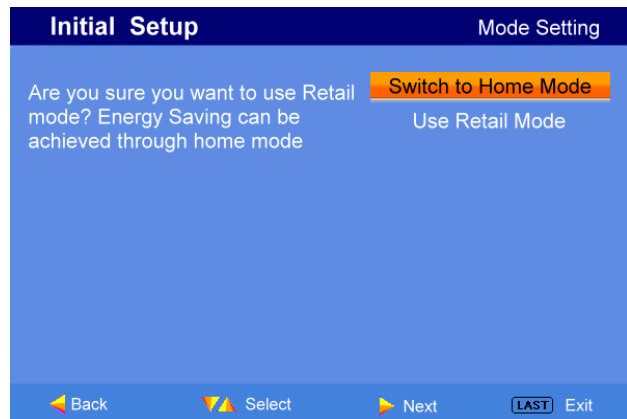 Initial Setup
Mode Setting
Are you sure you want to use Retail
mode? Energy Saving can be
achieved through home mode
Switch to Home Mode
Use Retail Mode
Back
Select
Next
LAST Exit